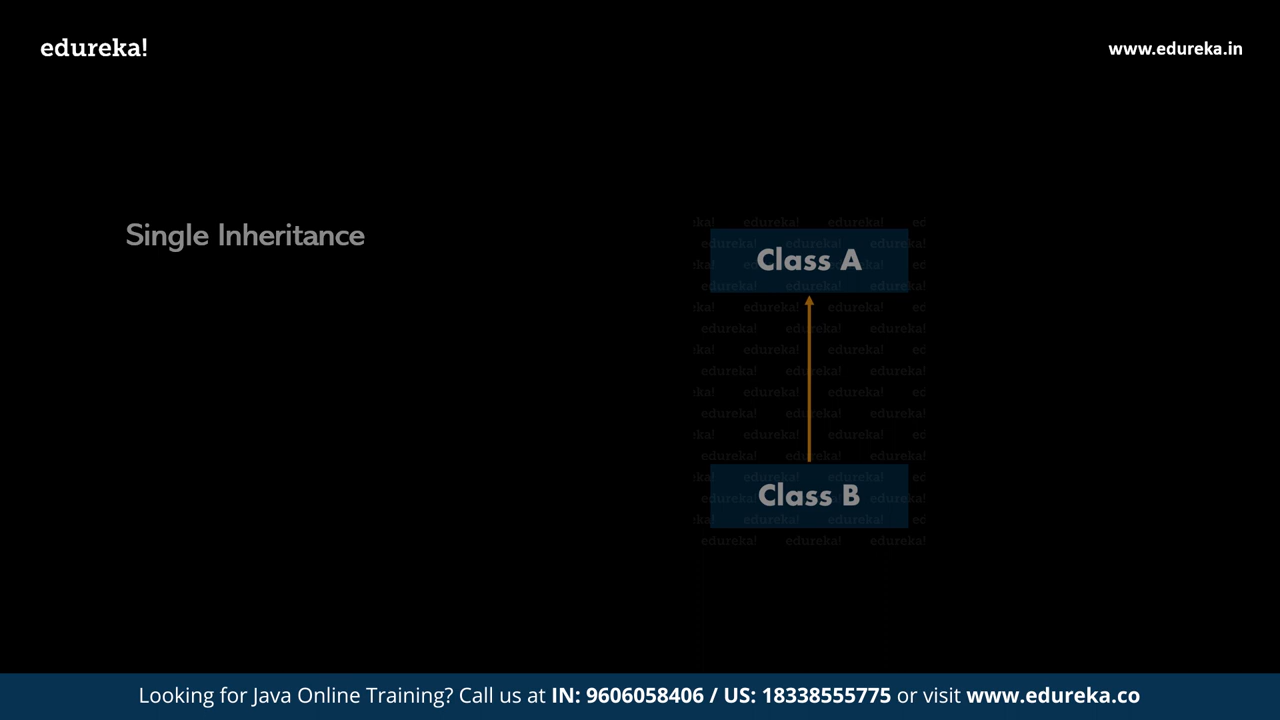 edureka!
www.edureka.in
Single Inheritance
Class A
Class B
Looking for Java Online Training? Call us at IN: 9606058406 / US: 18338555775 or visit www.edureka.co